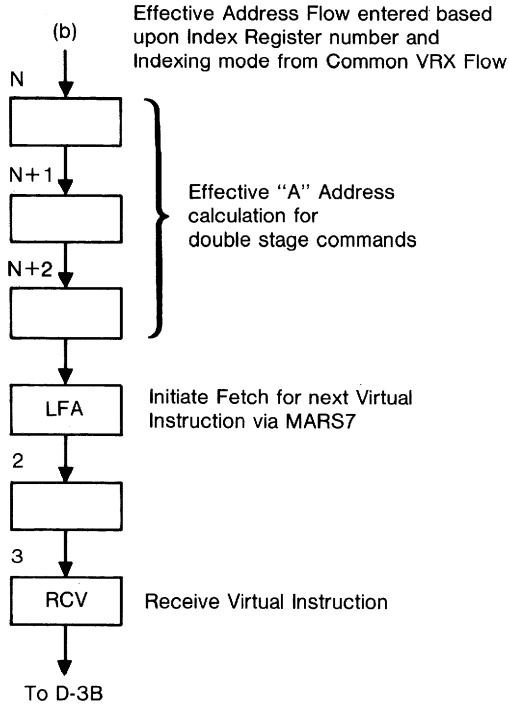 (b)
Effective Address Flow entered based
upon Index Register number and
Indexing mode from Common VRX Flow
N
N+1
Effective "A" Address
calculation for
double stage commands
N+2
LFA
Initiate Fetch for next Virtual
Instruction via MARS7
2
3
RCV
Receive Virtual Instruction
To D-3B